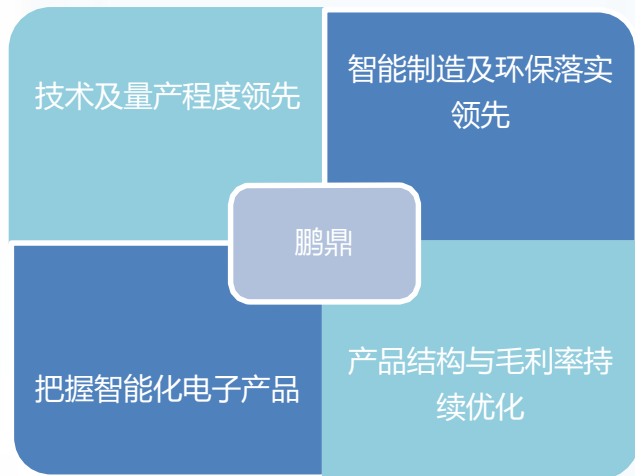 技术及量产程度领先
智能制造及环保落实
领先
鹏鼎
把握智能化电子产品
产品结构与毛利率持
续优化